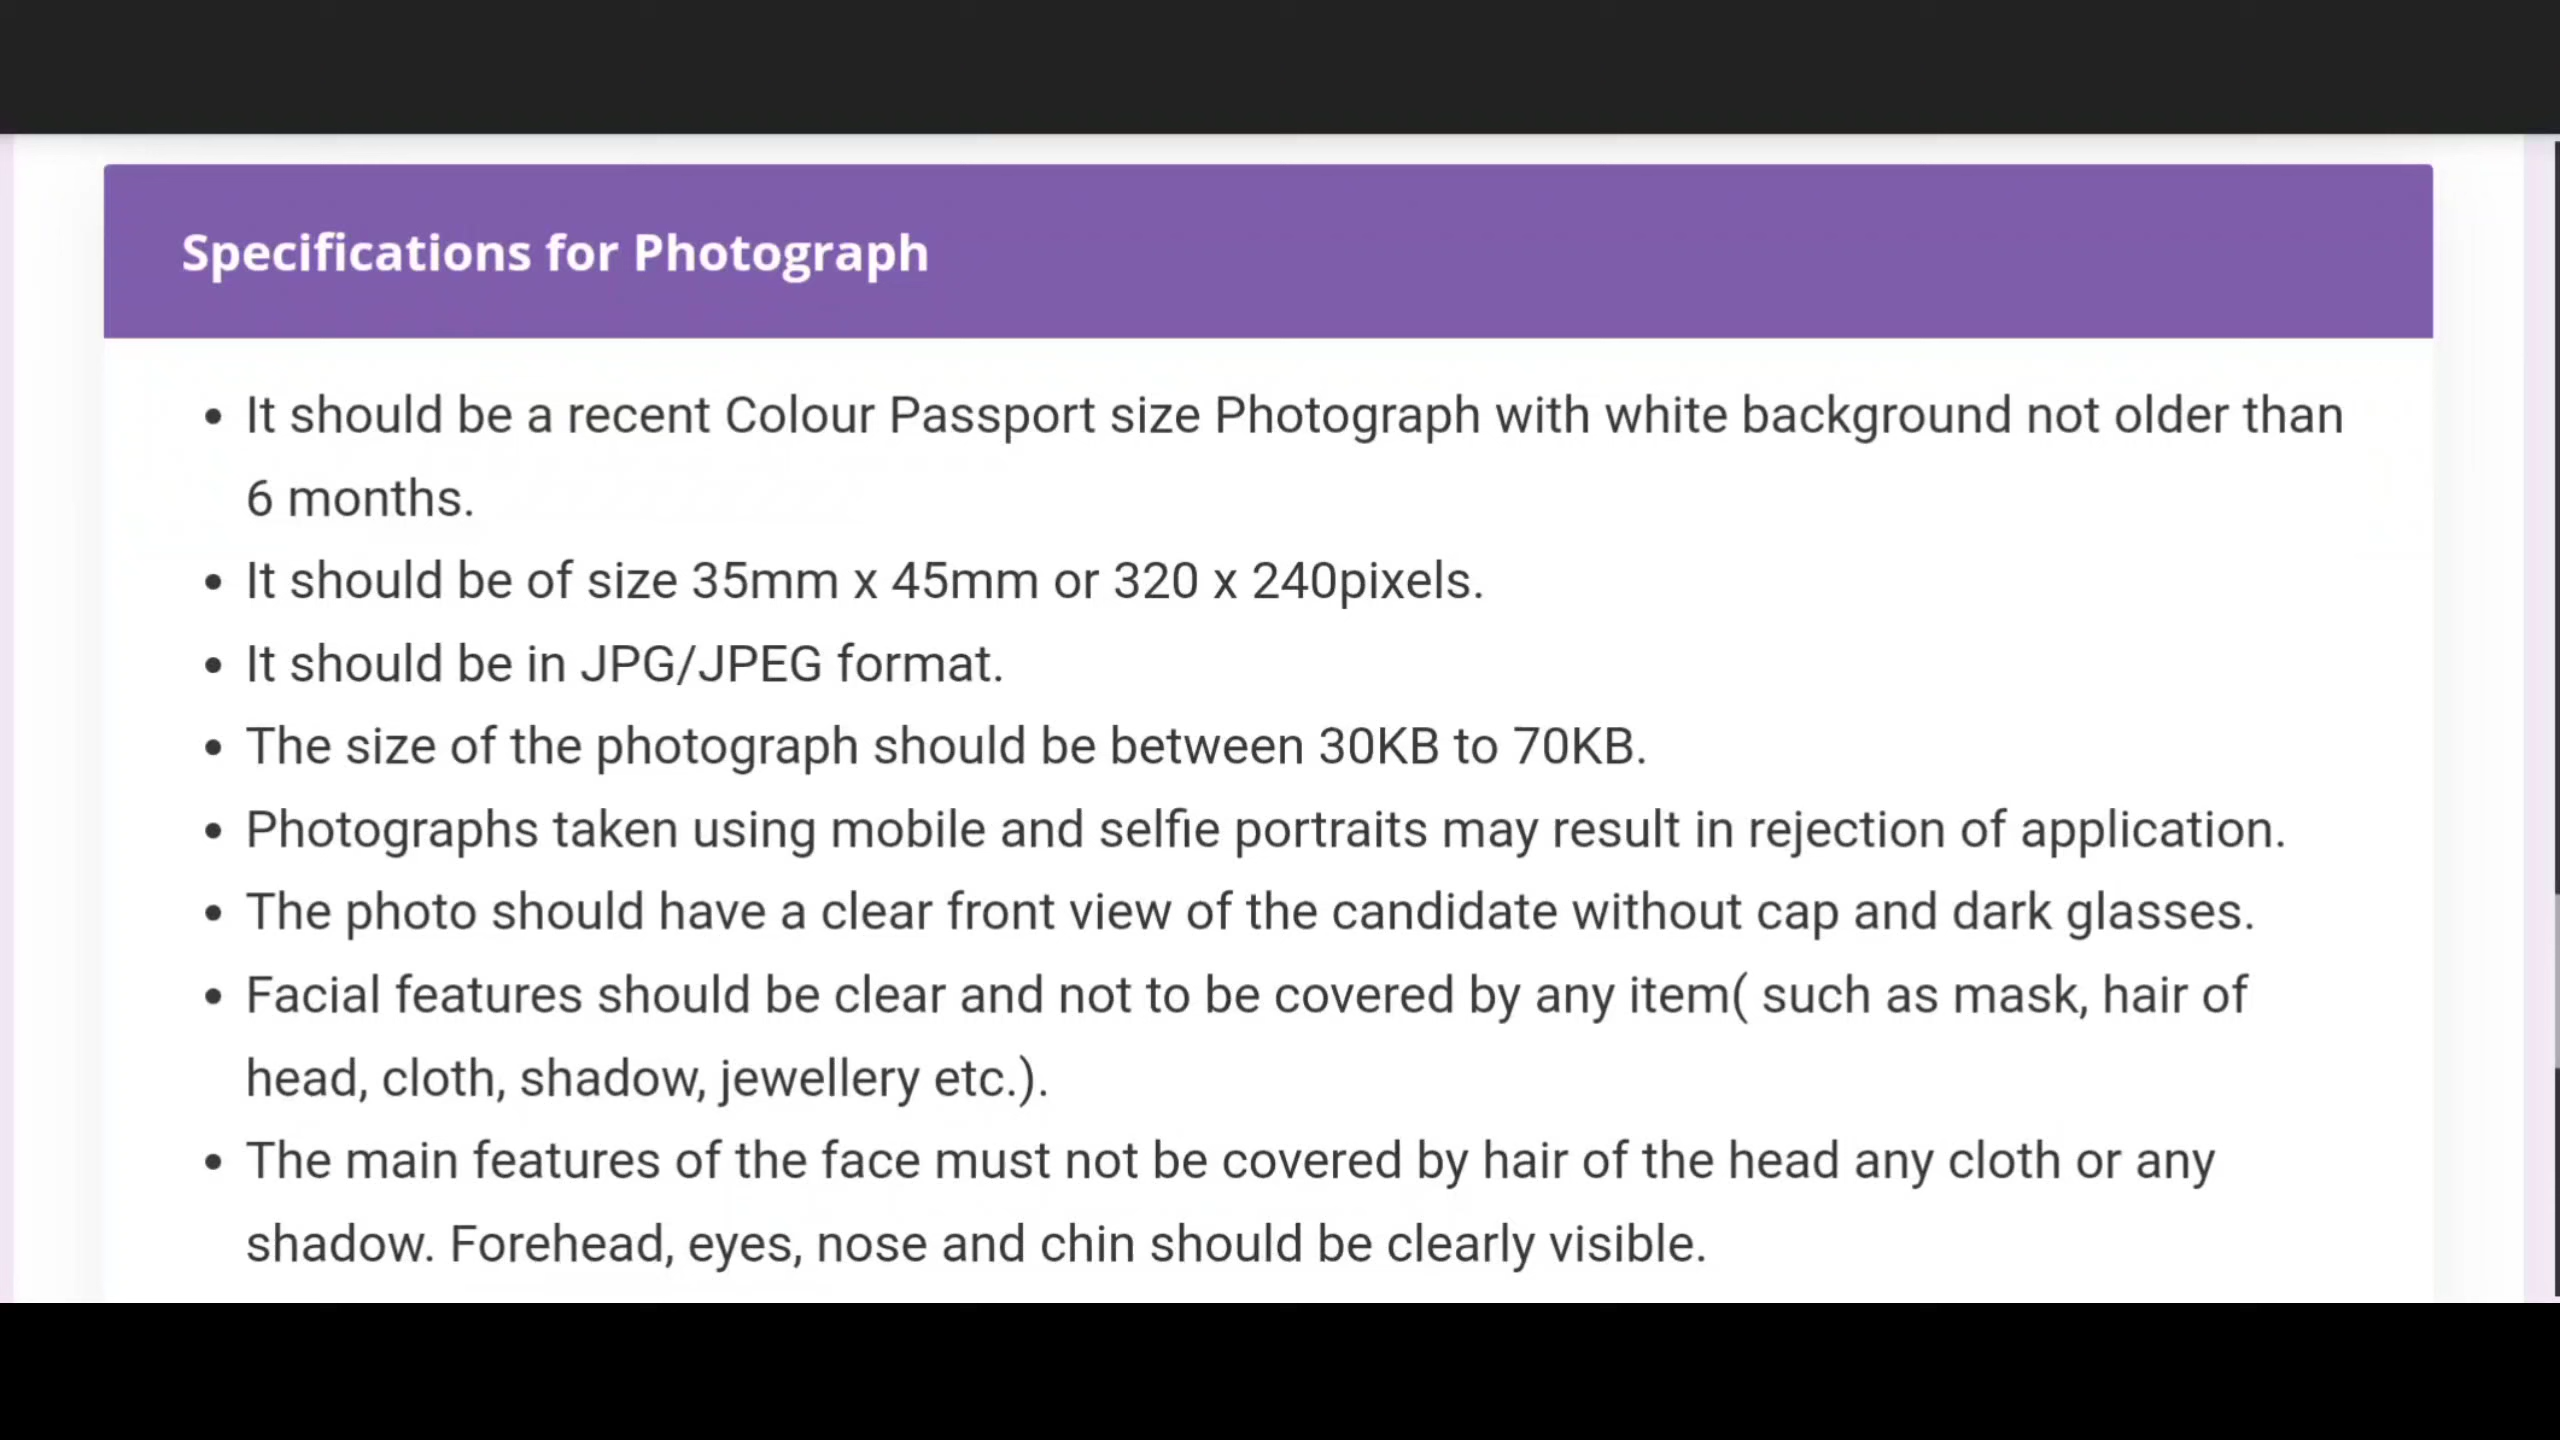 Specifications for Photograph
• It should be a recent Colour Passport size Photograph with white background not older than
6 months.
• It should be of size 35mm x 45mm or 320 x 240pixels.
• It should be in JPG/JPEG format.
• The size of the photograph should be between 30KB to 70KB.
• Photographs taken using mobile and selfie portraits may result in rejection of application.
• The photo should have a clear front view of the candidate without cap and dark glasses.
• Facial features should be clear and not to be covered by any item( such as mask, hair of
head, cloth, shadow, jewellery etc.).
• The main features of the face must not be covered by hair of the head any cloth or any
shadow. Forehead, eyes, nose and chin should be clearly visible.